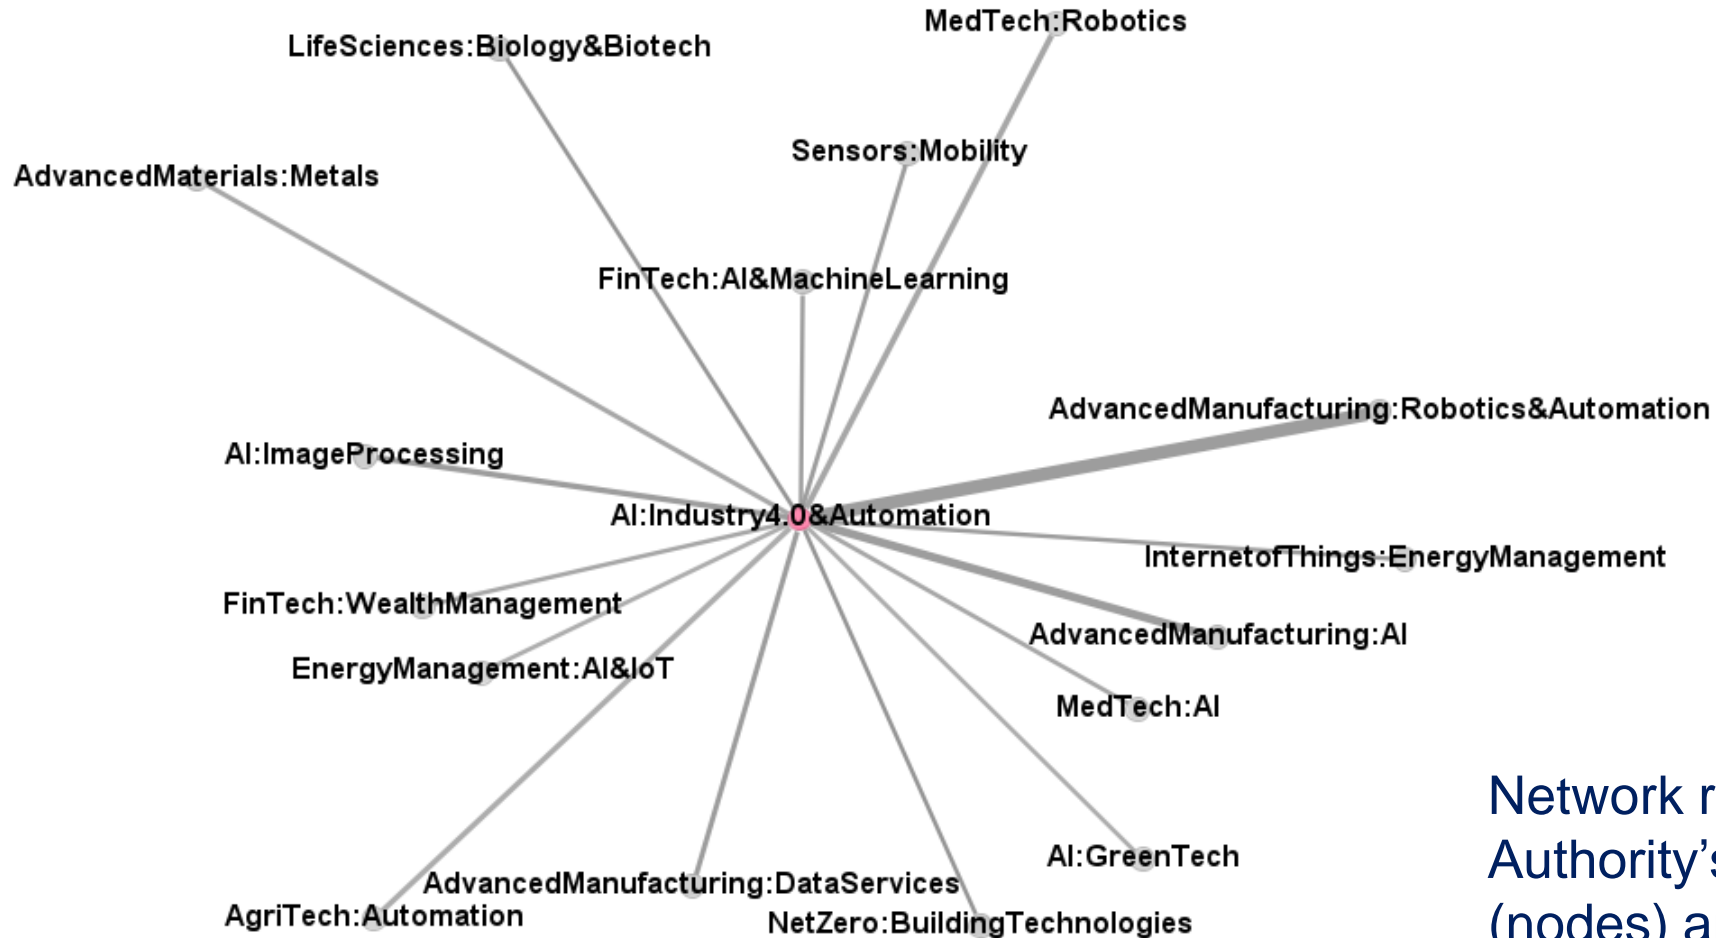 MedTech:Robotics
LifeSciences:Biology&Biotech
Sensors:Mobility
AdvancedMaterials:Metals
FinTech:AI&MachineLearning
AdvancedManufacturing:Robotics&Automation
AI:ImageProcessing
AI:Industry4.0&Automation
InternetofThings:EnergyManagement
FinTech:WealthManagement
AdvancedManufacturing:AI
EnergyManagement:AI&IoT
MedTech:AI
AI:GreenTech
AdvancedManufacturing:DataServices
AgriTech:Automation
NetZero:BuildingTechnologies
Network r
Authority's
(nodes) a